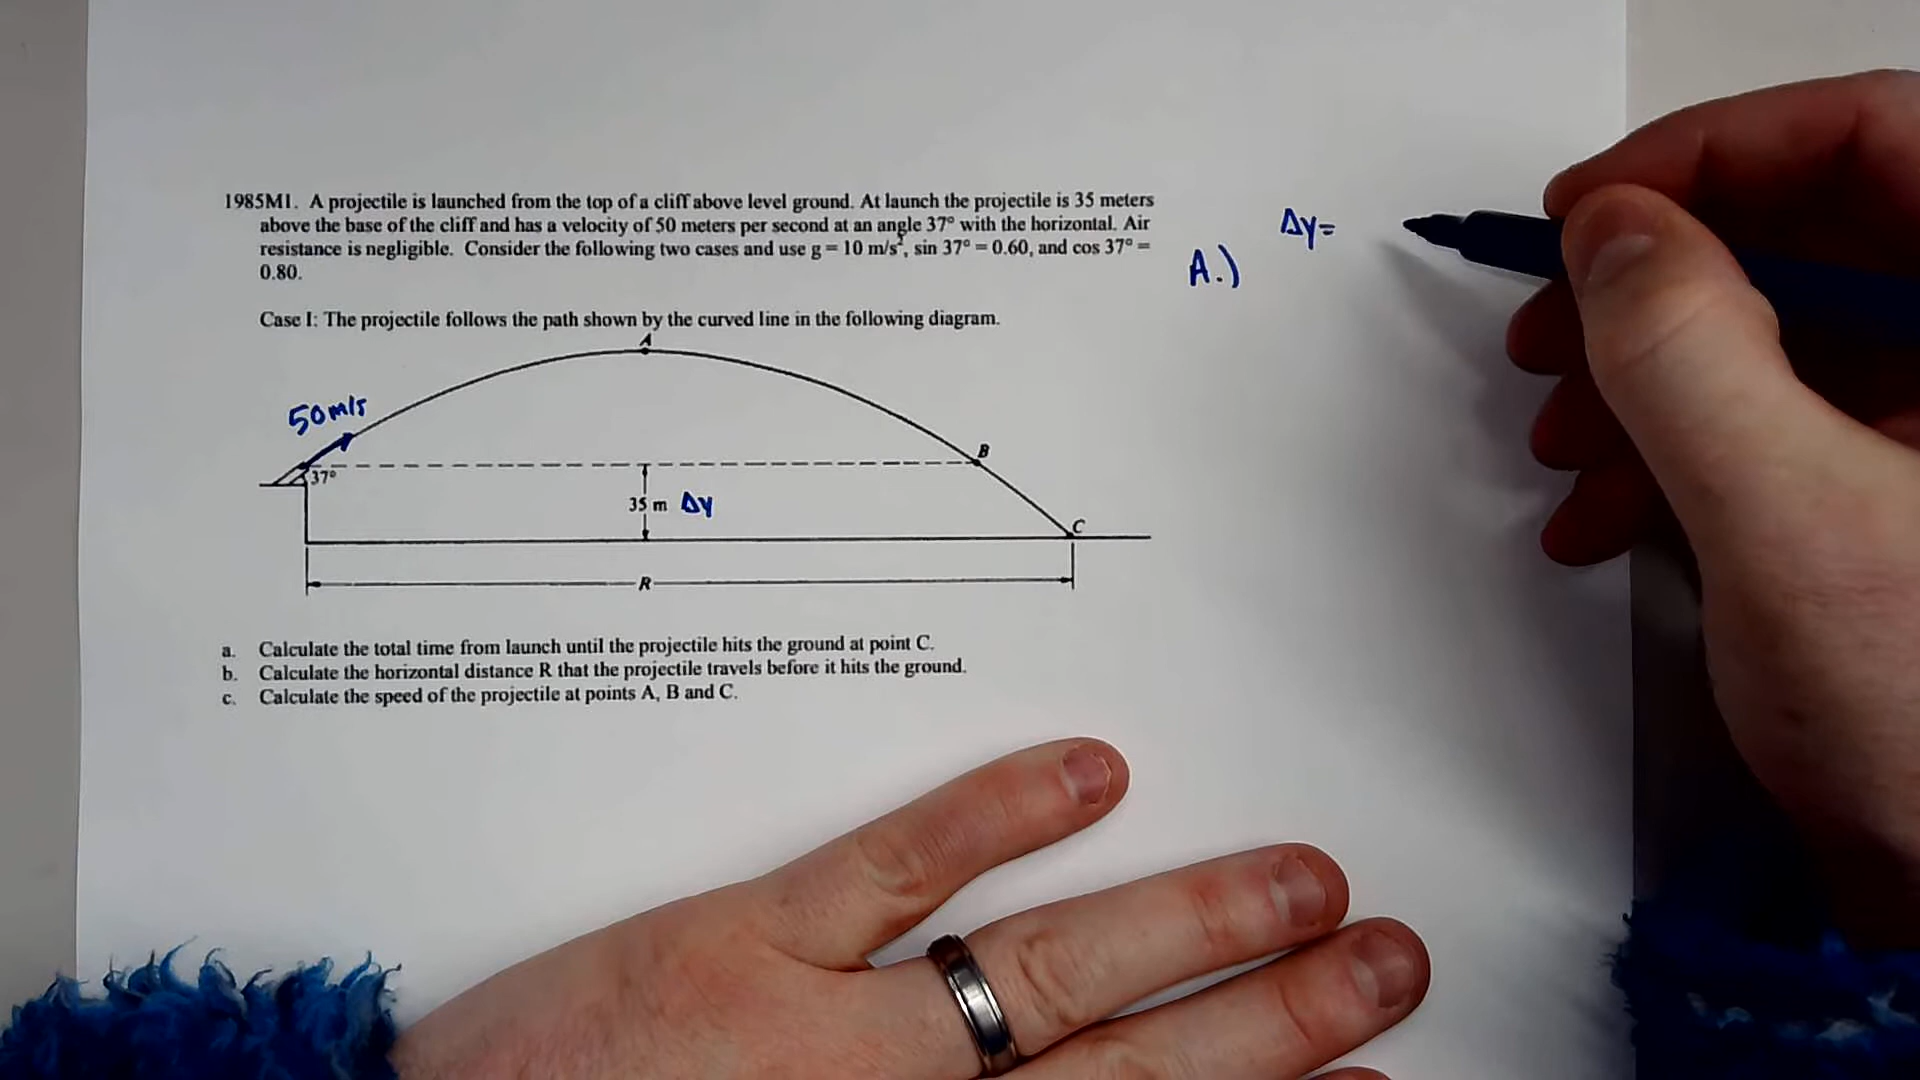 1985M1. A projectile is launched from the top of a cliff above level ground. At launch the projectile is 35 meters
above the base of the cliff and has a velocity of 50 meters per second at an angle 37° with the horizontal. Air
resistance is negligible. Consider the following two cases and use g = 10 m/s², sin 37° = 0.60, and cos 37° =
0.80.
Δy=
A.)
Case I: The projectile follows the path shown by the curved line in the following diagram.
A
50m/s
B
37°
35 m Δy
C
R
a. Calculate the total time from launch until the projectile hits the ground at point C.
b. Calculate the horizontal distance R that the projectile travels before it hits the ground.
c. Calculate the speed of the projectile at points A, B and C.